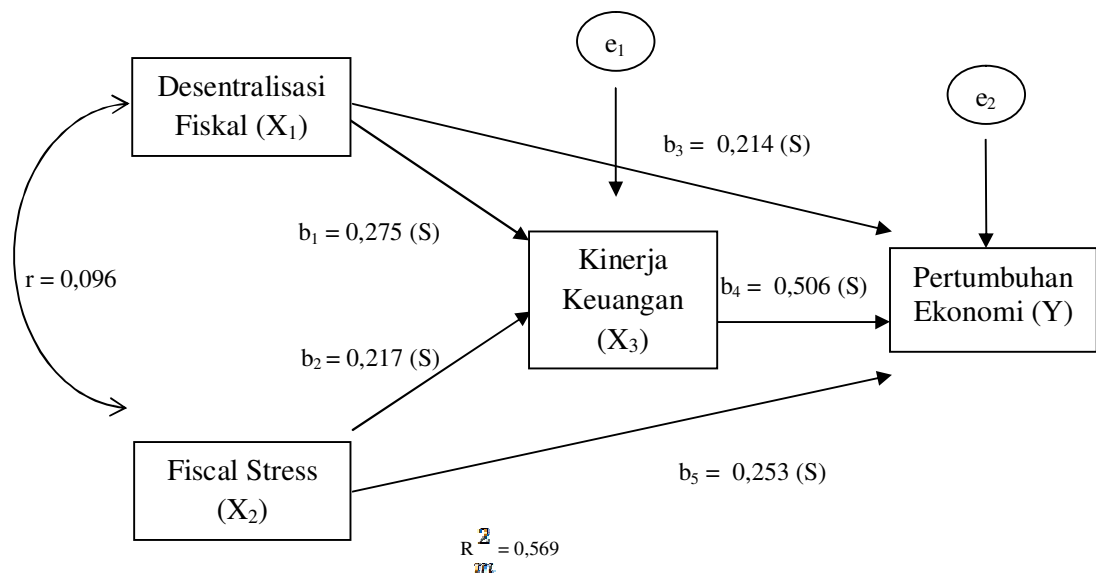 e₁
Desentralisasi
Fiskal (X₁)
e₂
b₃ = 0,214 (S)
b₁ = 0,275 (S)
Kinerja
Keuangan
(X₃)
b₄ = 0,506 (S)
Pertumbuhan
Ekonomi (Y)
r = 0,096
b₂ = 0,217 (S)
Fiscal Stress
(X₂)
b₅ = 0,253 (S)
R²ₘ = 0,569